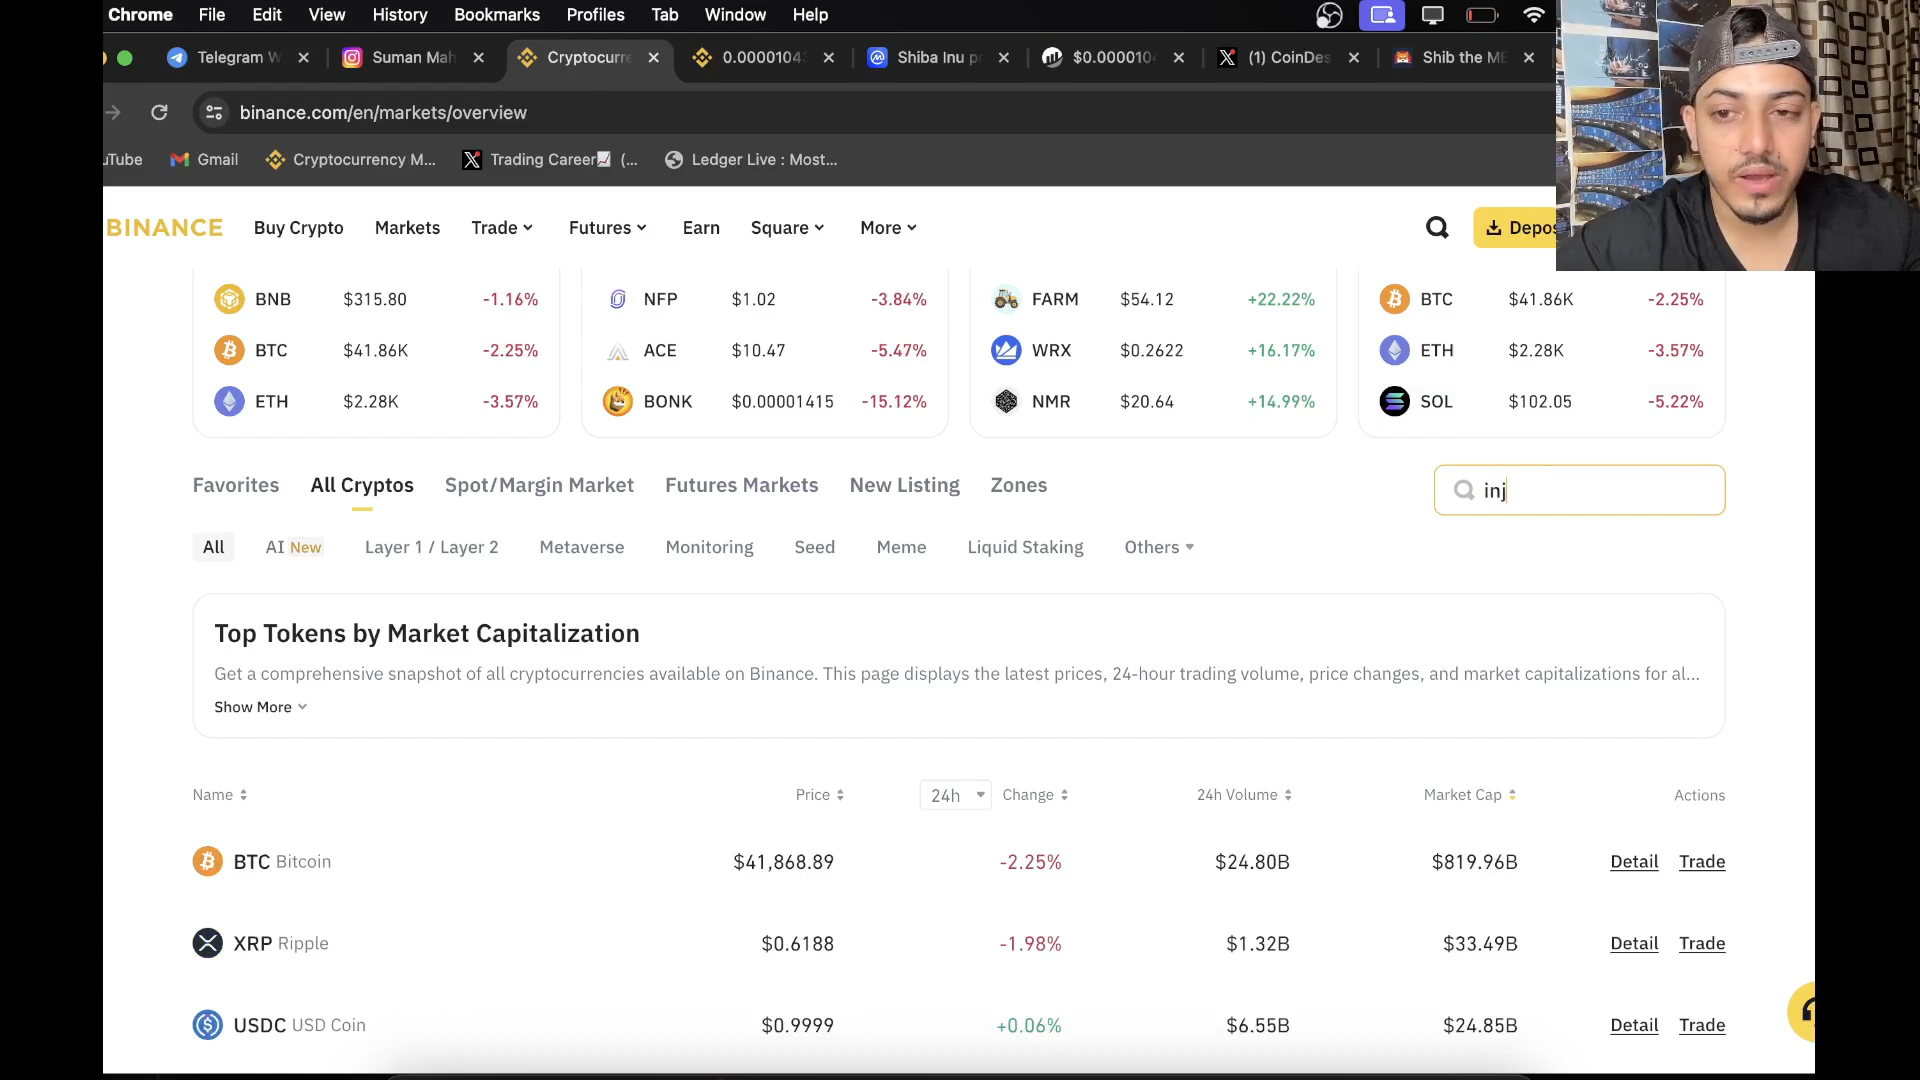 Chrome File Edit View History Bookmarks Profiles Tab Window Help
Telegram W Suman Mah Cryptocurre 0.0000104 Shiba Inu p $0.000010 (1) CoinDes Shib the ME
binance.com/en/markets/overview
uTube Gmail Cryptocurrency M... Trading Career (... Ledger Live : Most...
BINANCE Buy Crypto Markets Trade Futures Earn Square More Depos
BNB $315.80 -1.16% NFP $1.02 -3.84% FARM $54.12 +22.22% BTC $41.86K -2.25%
BTC $41.86K -2.25% ACE $10.47 -5.47% WRX $0.2622 +16.17% ETH $2.28K -3.57%
ETH $2.28K -3.57% BONK $0.00001415 -15.12% NMR $20.64 +14.99% SOL $102.05 -5.22%
Favorites All Cryptos Spot/Margin Market Futures Markets New Listing Zones inj
All AI New Layer 1 / Layer 2 Metaverse Monitoring Seed Meme Liquid Staking Others
Top Tokens by Market Capitalization
Get a comprehensive snapshot of all cryptocurrencies available on Binance. This page displays the latest prices, 24-hour trading volume, price changes, and market capitalizations for al...
Show More
Name Price 24h Change 24h Volume Market Cap Actions
BTC Bitcoin $41,868.89 -2.25% $24.80B $819.96B Detail Trade
XRP Ripple $0.6188 -1.98% $1.32B $33.49B Detail Trade
USDC USD Coin $0.9999 +0.06% $6.55B $24.85B Detail Trade